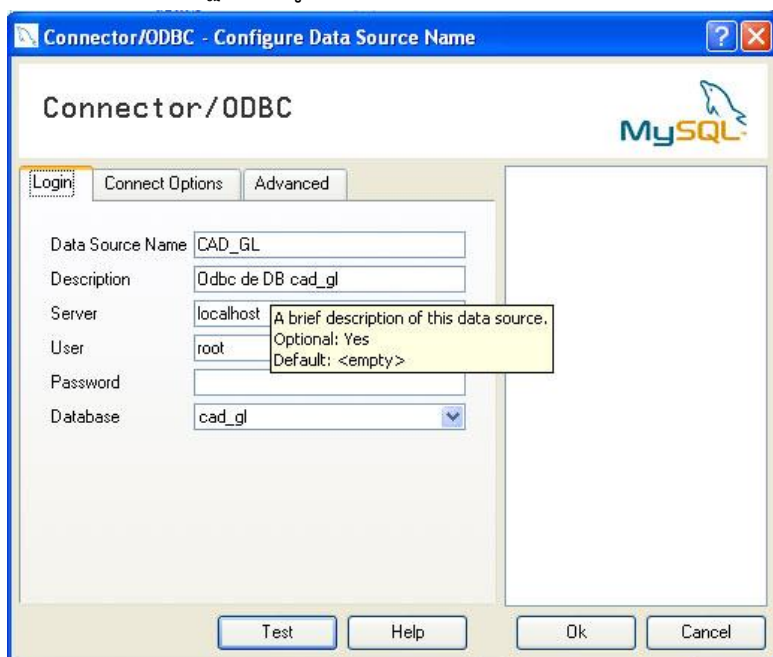 Connector/ODBC - Configure Data Source Name
Connector/ODBC
MySQL
Login Connect Options Advanced
Data Source Name CAD_GL
Description Odbc de DB cad_gl
Server localhost
A brief description of this data source.
Optional: Yes
Default: <empty>
User root
Password
Database cad_gl
Test Help Ok Cancel